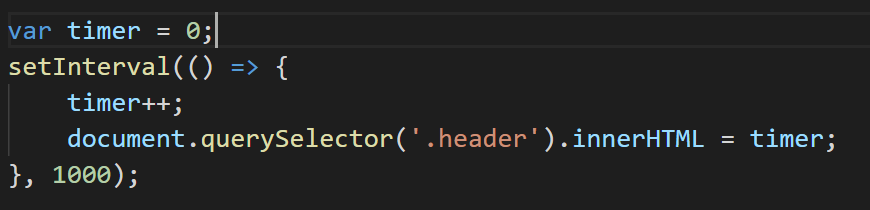 var timer = 0;
setInterval(() => {
    timer++;
    document.querySelector('.header').innerHTML = timer;
}, 1000);